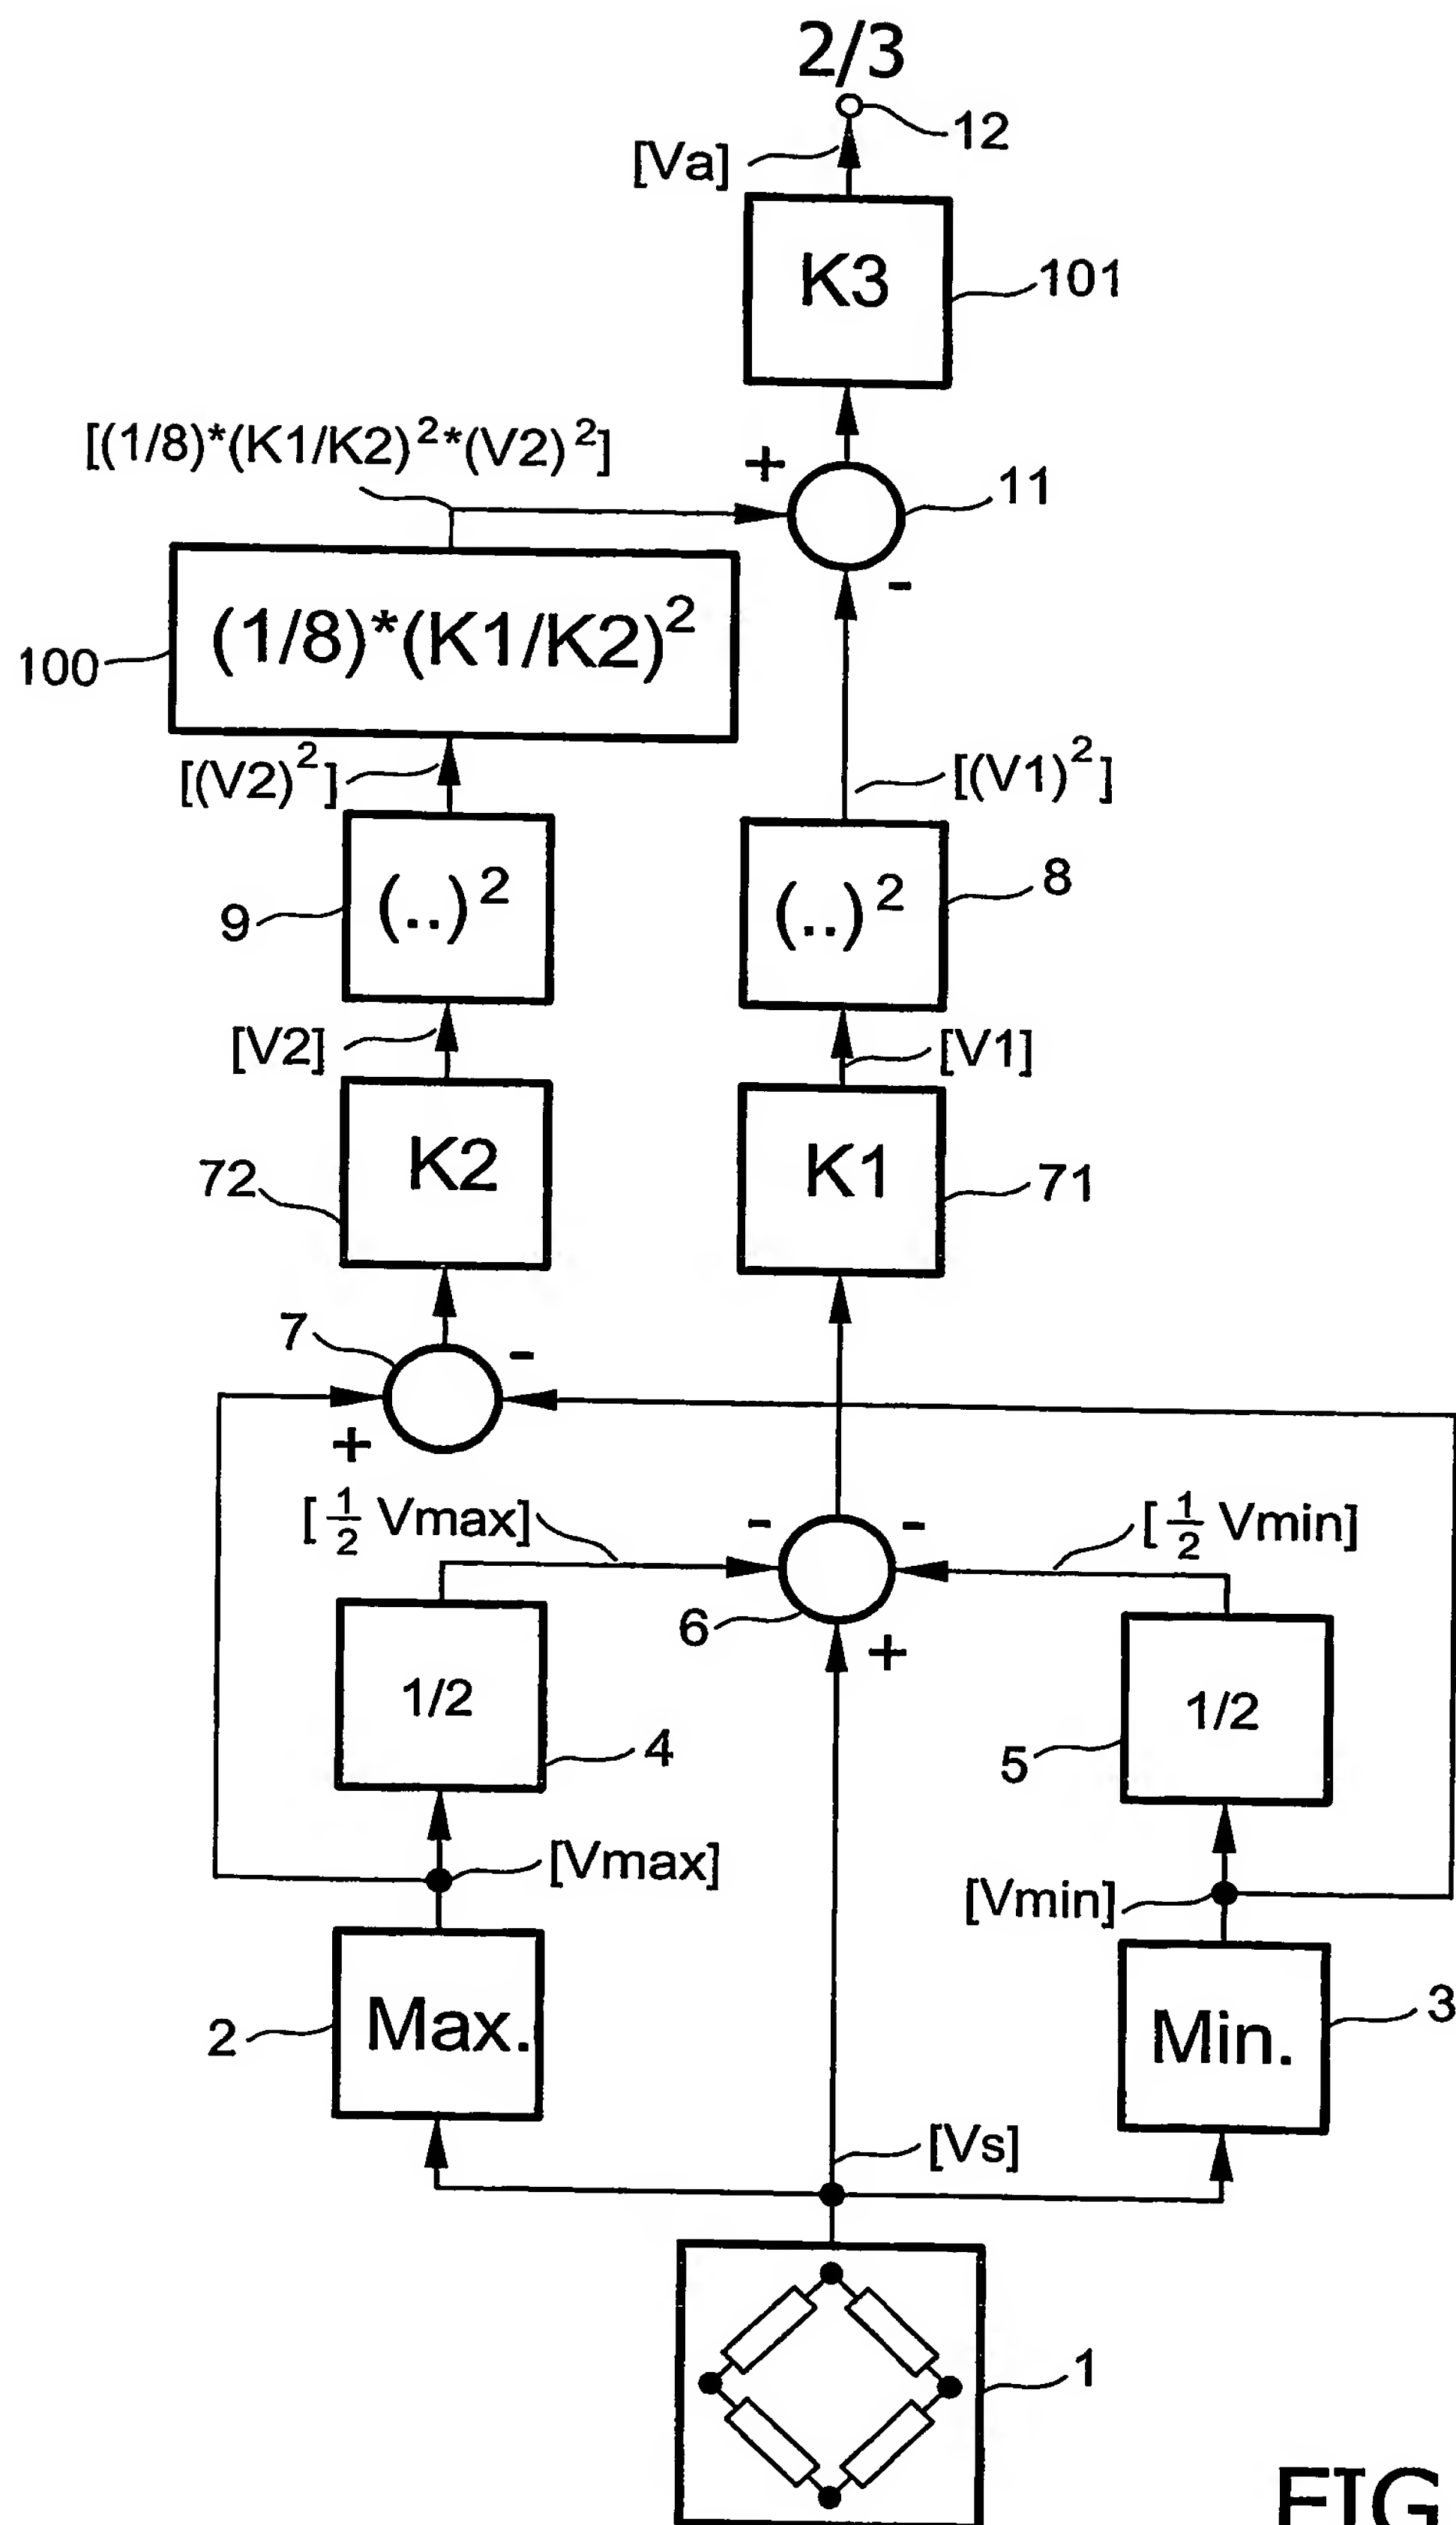 2/3
12
[Va]
K3
101
[(1/8)*(K1/K2)²*(V2)²]
+
11
-
(1/8)*(K1/K2)²
100
[(V2)²]
[(V1)²]
(..)²
9
(..)²
8
[V2]
[V1]
K2
72
K1
71
7
-
+
[½ Vmax]
-
-
[½ Vmin]
6
+
1/2
4
1/2
5
[Vmax]
[Vmin]
Max.
2
Min.
3
[Vs]
1
FIG